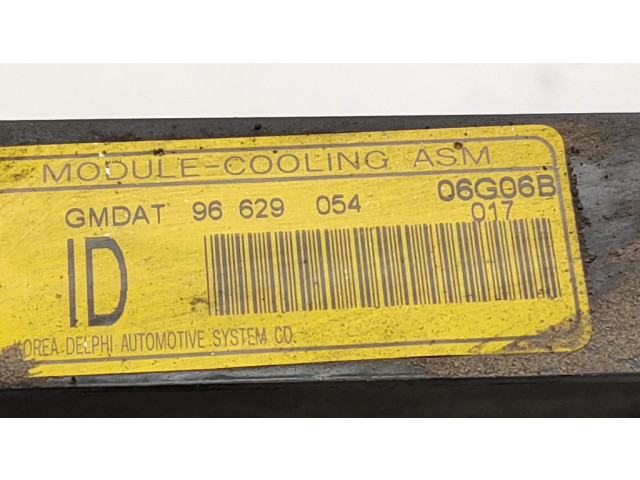 MODULE-COOLING ASM
GMDAT 96 629 054 06G06B
017
ID
KOREA DELPHI AUTOMOTIVE SYSTEM CO.